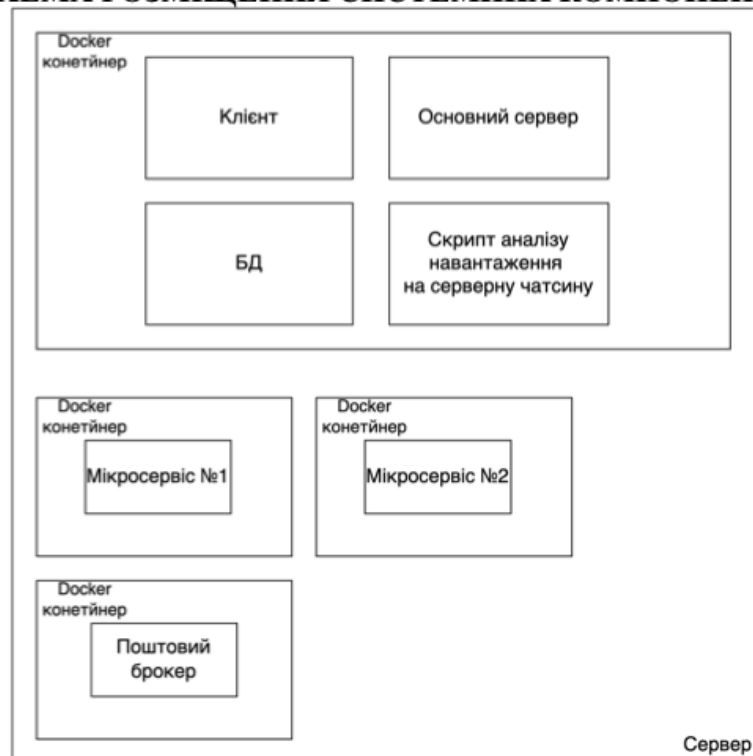 Docker
конетйнер
Клієнт
Основний сервер
БД
Скрипт аналізу
навантаження
на серверну чатсину
Docker
конетйнер
Мікросервіс №1
Docker
конетйнер
Мікросервіс №2
Docker
конетйнер
Поштовий
брокер
Сервер